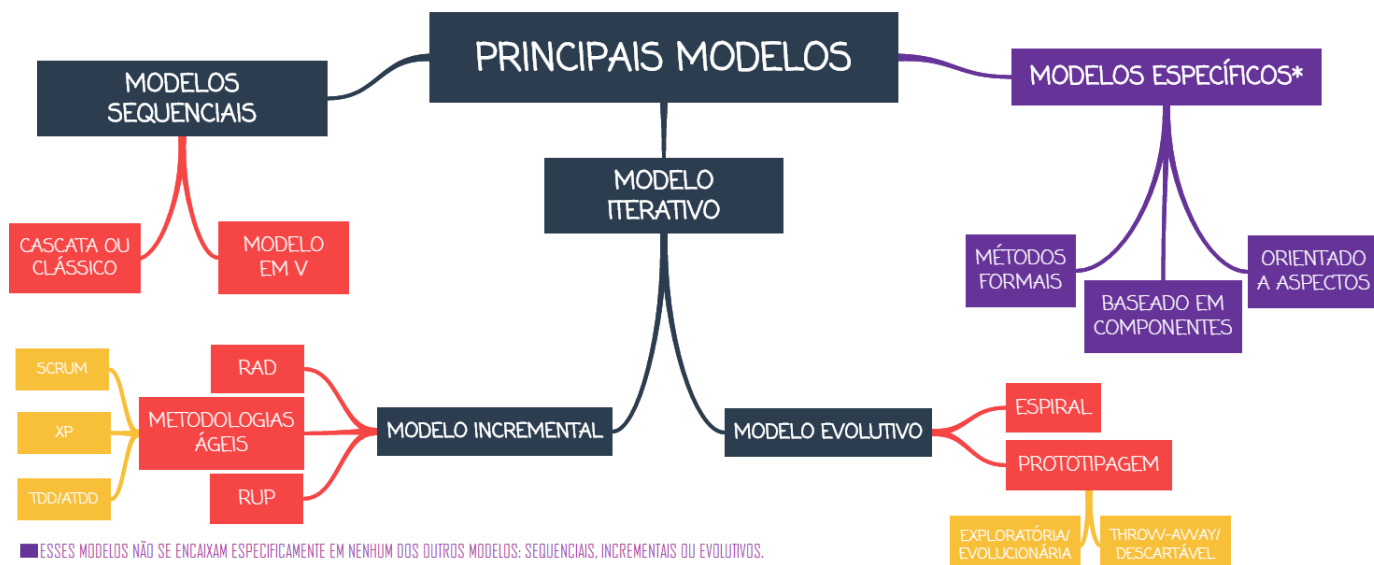 PRINCIPAIS MODELOS
MODELOS
SEQUENCIAIS
MODELOS ESPECÍFICOS*
MODELO
ITERATIVO
CASCATA OU
CLÁSSICO
MODELO
EM V
MÉTODOS
FORMAIS
BASEADO EM
COMPONENTES
ORIENTADO
A ASPECTOS
SCRUM
XP
TDD/ATDD
RAD
METODOLOGIAS
ÁGEIS
RUP
MODELO INCREMENTAL
MODELO EVOLUTIVO
ESPIRAL
PROTOTIPAGEM
EXPLORATÓRIA/
EVOLUCIONÁRIA
THROW-AWAY/
DESCARTÁVEL
ESSES MODELOS NÃO SE ENCAIXAM ESPECIFICAMENTE EM NENHUM DOS OUTROS MODELOS: SEQUENCIAIS, INCREMENTAIS OU EVOLUTIVOS.